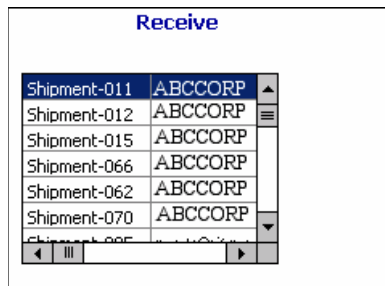 Receive
Shipment-011 ABCCORP
Shipment-012 ABCCORP
Shipment-015 ABCCORP
Shipment-066 ABCCORP
Shipment-062 ABCCORP
Shipment-070 ABCCORP